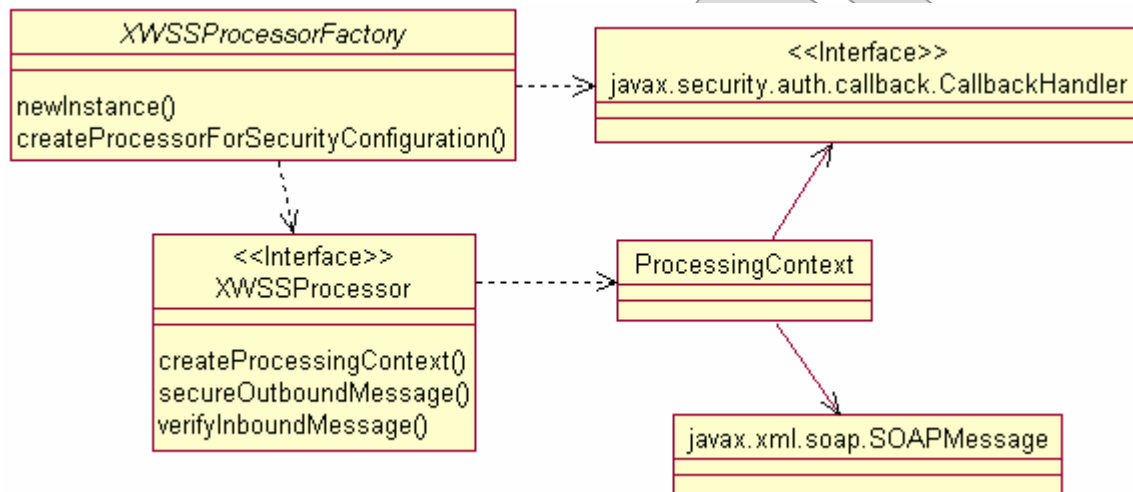 XWSSProcessorFactory
newInstance()
createProcessorForSecurityConfiguration()
<<Interface>>
javax.security.auth.callback.CallbackHandler
<<Interface>>
XWSSProcessor
createProcessingContext()
secureOutboundMessage()
verifyInboundMessage()
ProcessingContext
javax.xml.soap.SOAPMessage